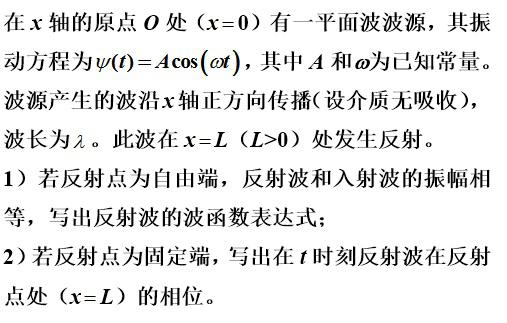 在 x 轴的原点 O 处（x=0）有一平面波波源，其振
动方程为ψ(t)=Acos(ωt)，其中 A 和ω为已知常量。
波源产生的波沿x轴正方向传播(设介质无吸收)，
波长为λ。此波在 x=L（L>0）处发生反射。
1）若反射点为自由端，反射波和入射波的振幅相
等，写出反射波的波函数表达式；
2)若反射点为固定端，写出在 t 时刻反射波在反射
点处（x=L）的相位。